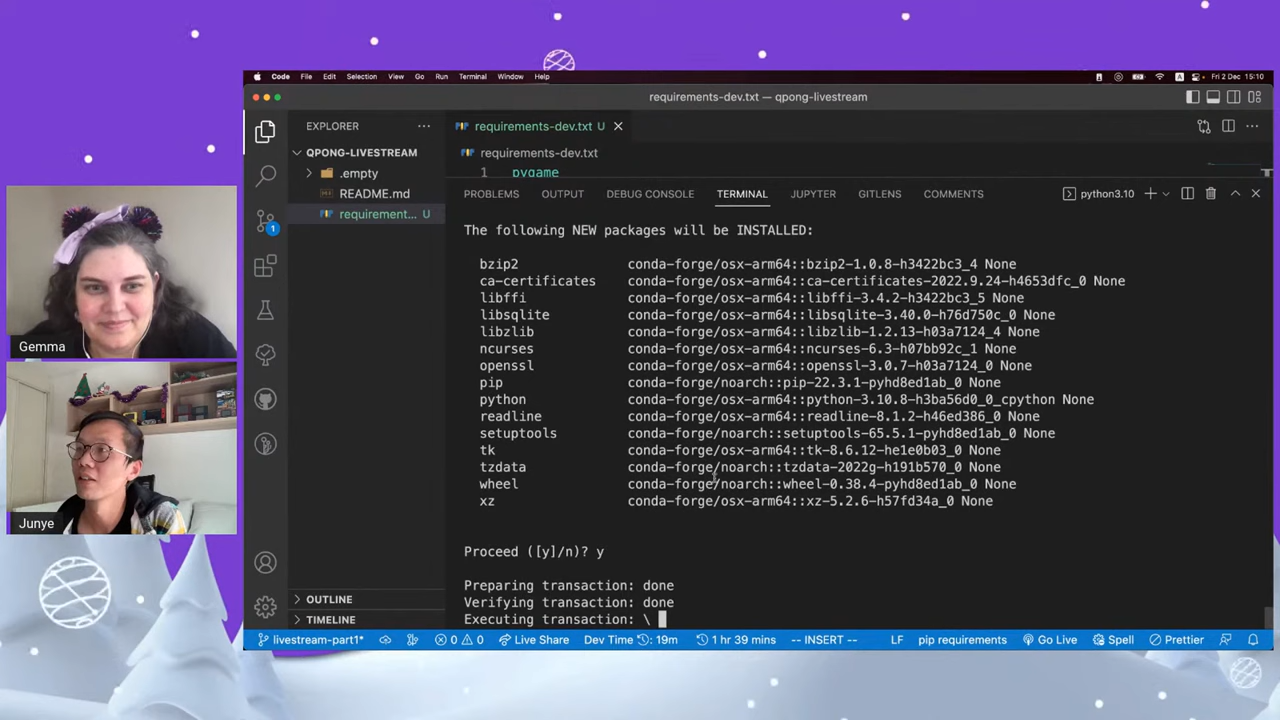 Code File Edit Selection View Go Run Terminal Window Help
A Fri 2 Dec 15:10
requirements-dev.txt — qpong-livestream
EXPLORER
requirements-dev.txt U
QPONG-LIVESTREAM
requirements-dev.txt
.empty
1 pygame
README.md
requirement... U
PROBLEMS OUTPUT DEBUG CONSOLE TERMINAL JUPYTER GITLENS COMMENTS
python3.10
1
The following NEW packages will be INSTALLED:
bzip2 conda-forge/osx-arm64::bzip2-1.0.8-h3422bc3_4 None
ca-certificates conda-forge/osx-arm64::ca-certificates-2022.9.24-h4653dfc_0 None
libffi conda-forge/osx-arm64::libffi-3.4.2-h3422bc3_5 None
libsqlite conda-forge/osx-arm64::libsqlite-3.40.0-h76d750c_0 None
libzlib conda-forge/osx-arm64::libzlib-1.2.13-h03a7124_4 None
ncurses conda-forge/osx-arm64::ncurses-6.3-h07bb92c_1 None
openssl conda-forge/osx-arm64::openssl-3.0.7-h03a7124_0 None
pip conda-forge/noarch::pip-22.3.1-pyhd8ed1ab_0 None
python conda-forge/osx-arm64::python-3.10.8-h3ba56d0_0_cpython None
readline conda-forge/osx-arm64::readline-8.1.2-h46ed386_0 None
setuptools conda-forge/noarch::setuptools-65.5.1-pyhd8ed1ab_0 None
tk conda-forge/osx-arm64::tk-8.6.12-he1e0b03_0 None
tzdata conda-forge/noarch::tzdata-2022g-h191b570_0 None
wheel conda-forge/noarch::wheel-0.38.4-pyhd8ed1ab_0 None
xz conda-forge/osx-arm64::xz-5.2.6-h57fd34a_0 None
Proceed ([y]/n)? y
Preparing transaction: done
Verifying transaction: done
Executing transaction: \
OUTLINE
TIMELINE
livestream-part1* 0 0 Live Share Dev Time : 19m 1 hr 39 mins -- INSERT -- LF pip requirements Go Live Spell Prettier
Gemma
Junye